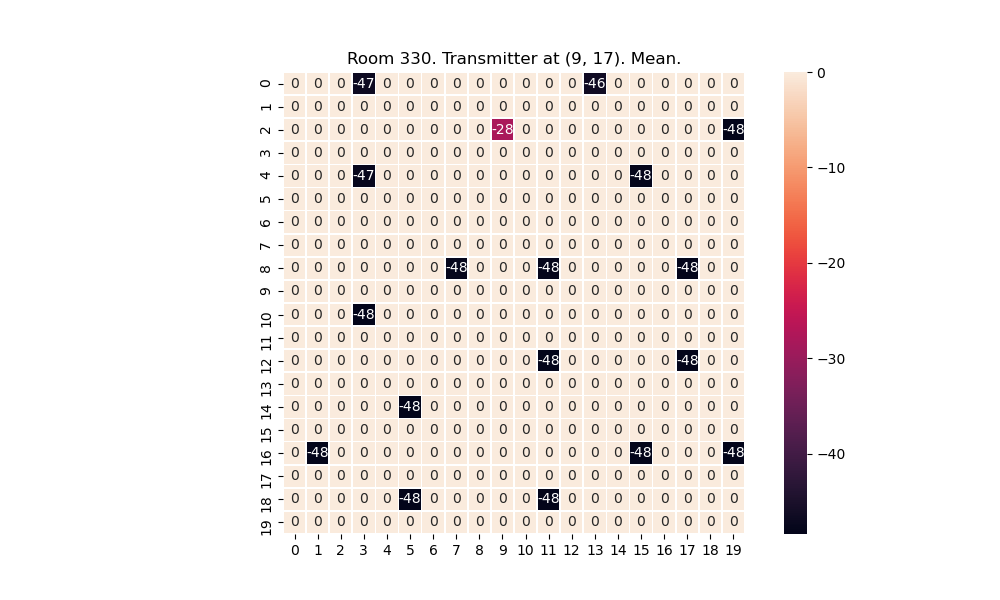 Room 330. Transmitter at (9, 17). Mean.
0 0 0 0 -47 0 0 0 0 0 0 0 0 0 -46 0 0 0 0 0 0
1 0 0 0 0 0 0 0 0 0 0 0 0 0 0 0 0 0 0 0 0
2 0 0 0 0 0 0 0 0 0 -28 0 0 0 0 0 0 0 0 0 -48
3 0 0 0 0 0 0 0 0 0 0 0 0 0 0 0 0 0 0 0 0
4 0 0 0 -47 0 0 0 0 0 0 0 0 0 0 0 -48 0 0 0 0
5 0 0 0 0 0 0 0 0 0 0 0 0 0 0 0 0 0 0 0 0
6 0 0 0 0 0 0 0 0 0 0 0 0 0 0 0 0 0 0 0 0
7 0 0 0 0 0 0 0 0 0 0 0 0 0 0 0 0 0 0 0 0
8 0 0 0 0 0 0 0 -48 0 0 0 -48 0 0 0 0 0 -48 0 0
9 0 0 0 0 0 0 0 0 0 0 0 0 0 0 0 0 0 0 0 0
10 0 0 0 -48 0 0 0 0 0 0 0 0 0 0 0 0 0 0 0 0
11 0 0 0 0 0 0 0 0 0 0 0 0 0 0 0 0 0 0 0 0
12 0 0 0 0 0 0 0 0 0 0 0 -48 0 0 0 0 0 -48 0 0
13 0 0 0 0 0 0 0 0 0 0 0 0 0 0 0 0 0 0 0 0
14 0 0 0 0 0 -48 0 0 0 0 0 0 0 0 0 0 0 0 0 0
15 0 0 0 0 0 0 0 0 0 0 0 0 0 0 0 0 0 0 0 0
16 0 -48 0 0 0 0 0 0 0 0 0 0 0 0 0 -48 0 0 0 -48
17 0 0 0 0 0 0 0 0 0 0 0 0 0 0 0 0 0 0 0 0
18 0 0 0 0 0 -48 0 0 0 0 0 -48 0 0 0 0 0 0 0 0
19 0 0 0 0 0 0 0 0 0 0 0 0 0 0 0 0 0 0 0 0
0 1 2 3 4 5 6 7 8 9 10 11 12 13 14 15 16 17 18 19
0
−10
−20
−30
−40